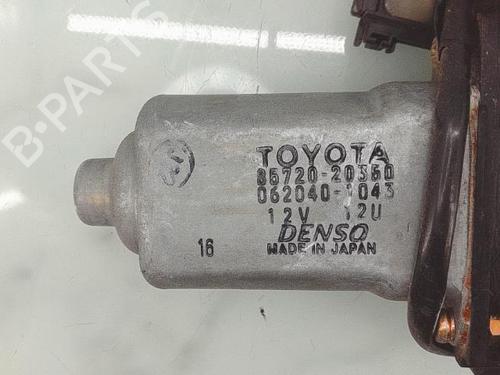 B-PARTS
TOYOTA
85720-20350
062040-1043
12V 12U
DENSO
MADE IN JAPAN
16